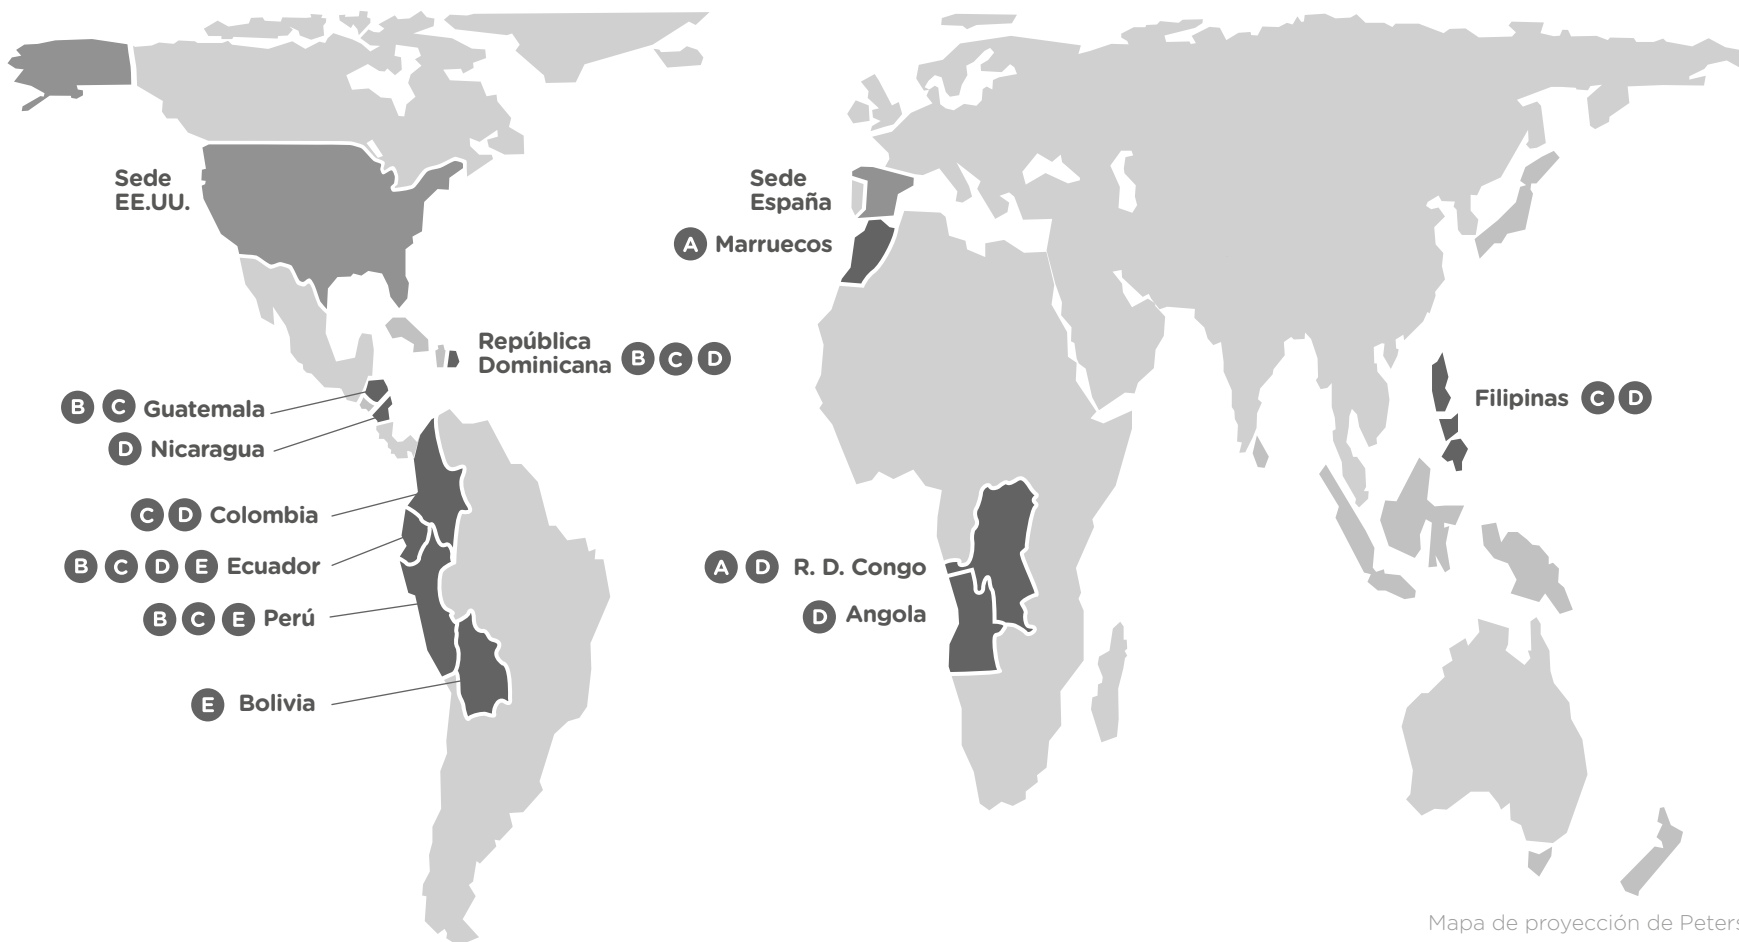 Sede
EE.UU.
Sede
España
A Marruecos
República
Dominicana B C D
B C Guatemala
D Nicaragua
Filipinas C D
C D Colombia
B C D E Ecuador
A D R. D. Congo
B C E Perú
D Angola
E Bolivia
Mapa de proyección de Peters